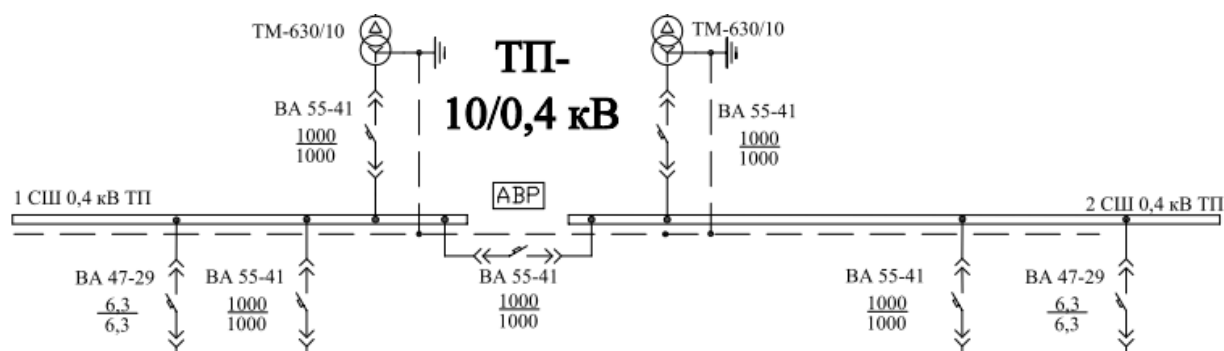 ТМ-630/10
ТМ-630/10
ТП-
10/0,4 кВ
ВА 55-41
1000
1000
ВА 55-41
1000
1000
1 СШ 0,4 кВ ТП
АВР
2 СШ 0,4 кВ ТП
ВА 47-29
6,3
6,3
ВА 55-41
1000
1000
ВА 55-41
1000
1000
ВА 55-41
1000
1000
ВА 47-29
6,3
6,3